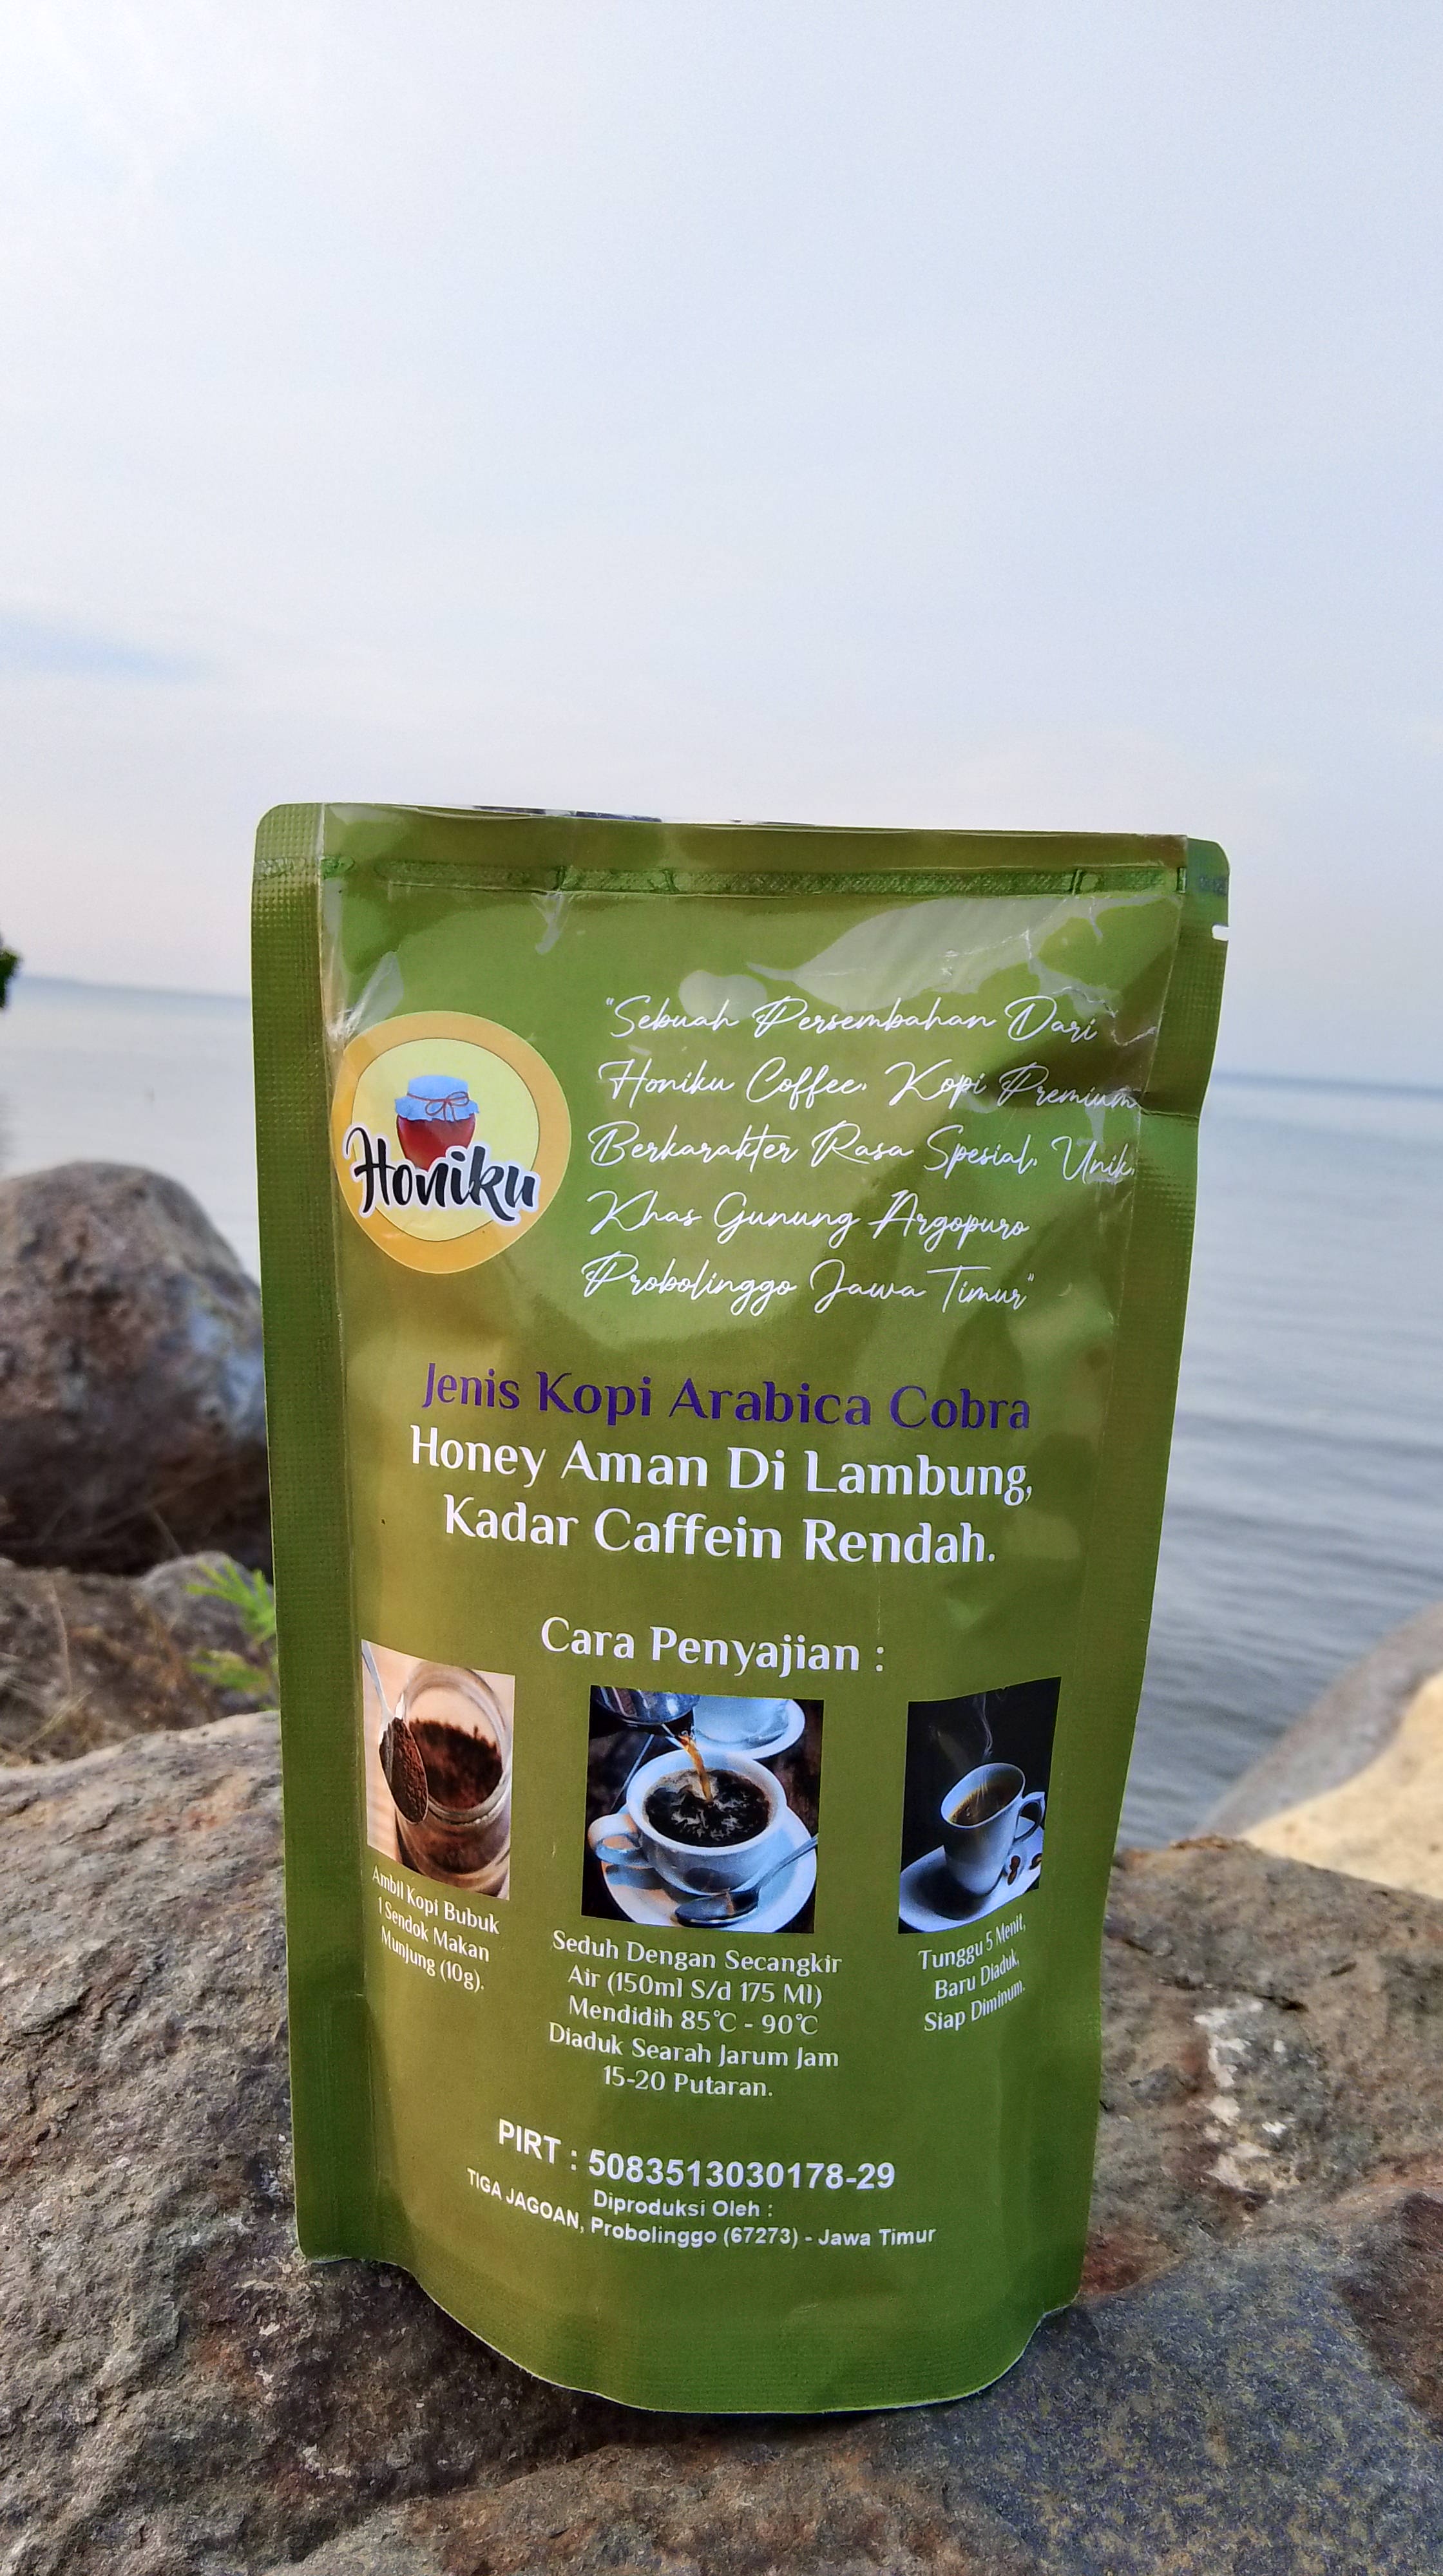 Honiku
"Sebuah Persembahan Dari
Honiku Coffee, Kopi Premium
Berkarakter Rasa Spesial, Unik,
Khas Gunung Argopuro
Probolinggo Jawa Timur"
Jenis Kopi Arabica Cobra
Honey Aman Di Lambung,
Kadar Caffein Rendah.
Cara Penyajian :
Ambil Kopi Bubuk
1 Sendok Makan
Munjung (10g).
Seduh Dengan Secangkir
Air (150ml S/d 175 Ml)
Mendidih 85°C - 90°C
Diaduk Searah Jarum Jam
15-20 Putaran.
Tunggu 5 Menit,
Baru Diaduk,
Siap Diminum.
PIRT : 5083513030178-29
Diproduksi Oleh :
TIGA JAGOAN, Probolinggo (67273) - Jawa Timur